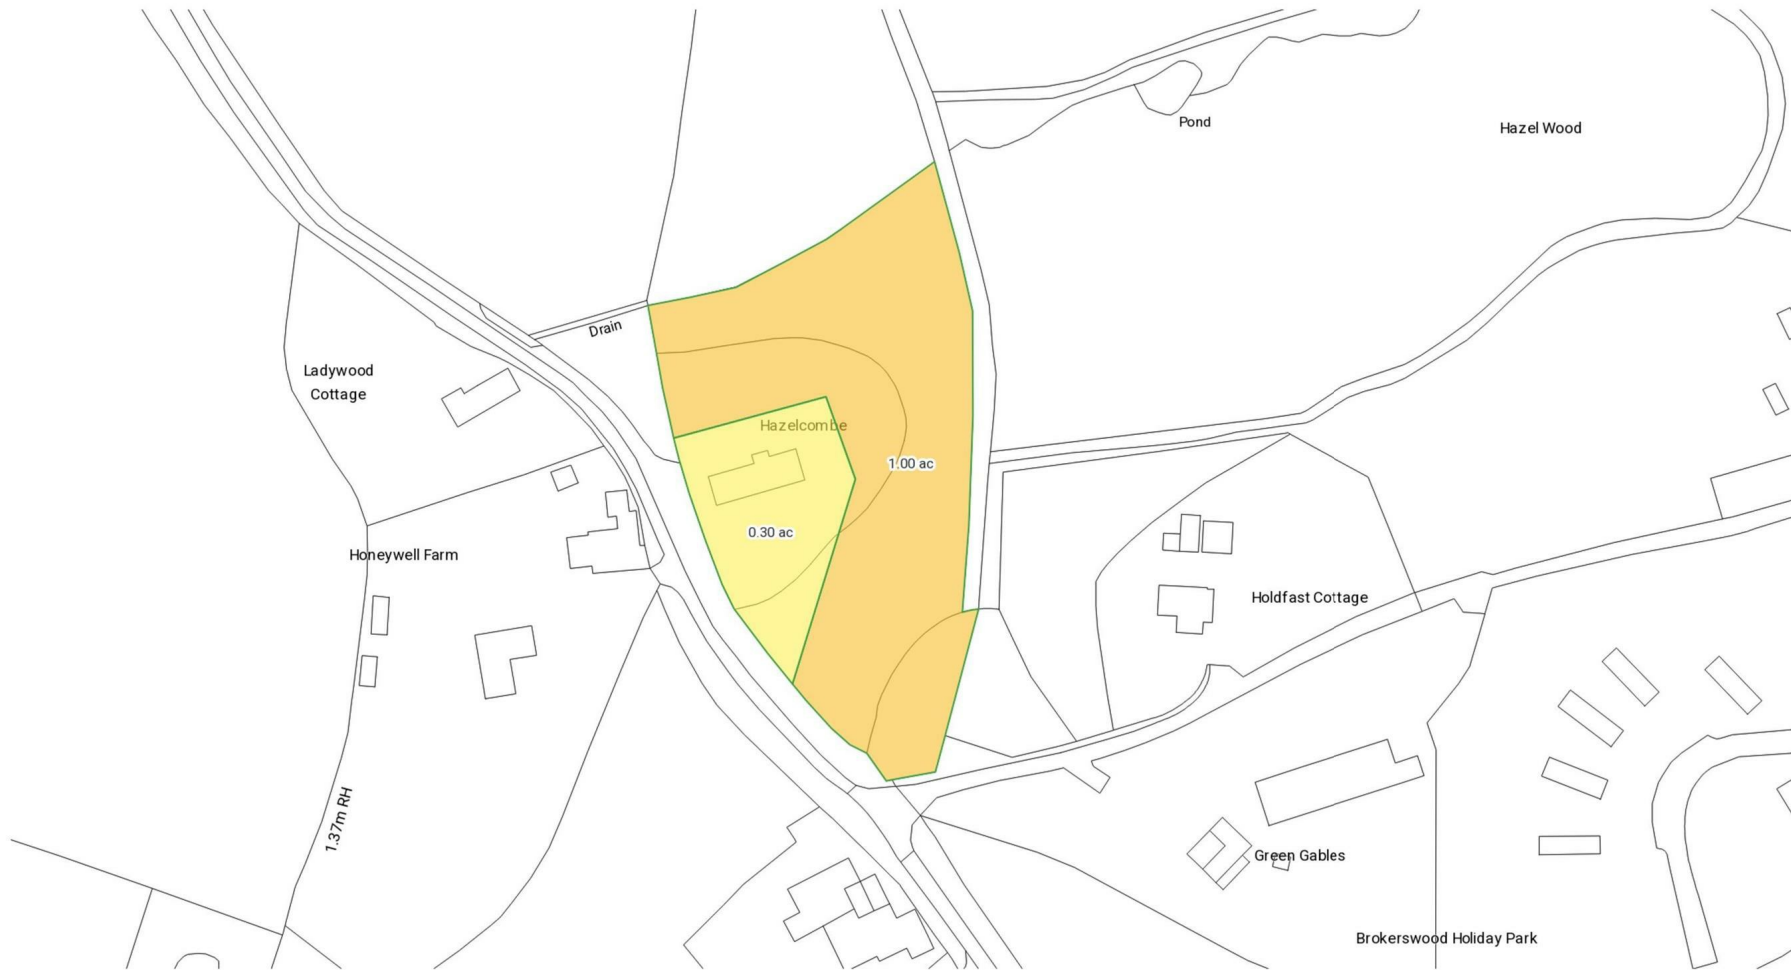 Pond
Hazel Wood
Drain
Ladywood
Cottage
Hazelcombe
1.00 ac
0.30 ac
Honeywell Farm
Holdfast Cottage
1.37m RH
Green Gables
Brokerswood Holiday Park